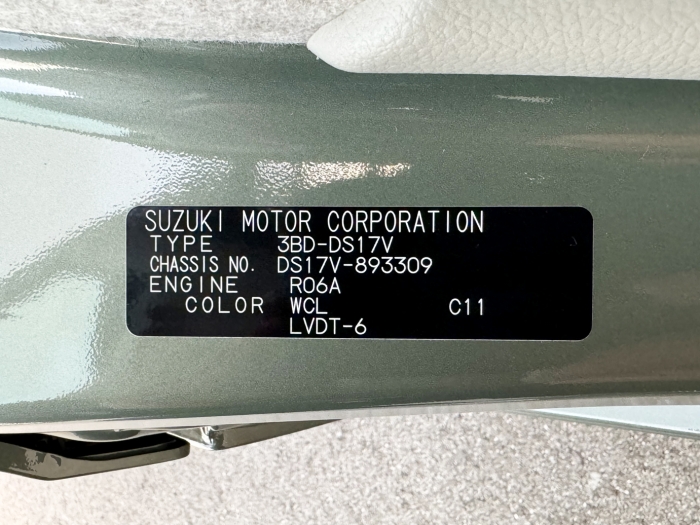 SUZUKI MOTOR CORPORATION
TYPE 3BD-DS17V
CHASSIS NO. DS17V-893309
ENGINE R06A
COLOR WCL C11
LVDT-6